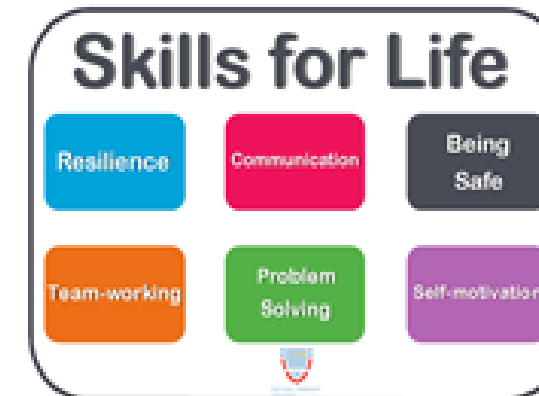 Skills for Life
Resilience
Communication
Being
Safe
Team-working
Problem
Solving
Self-motivation